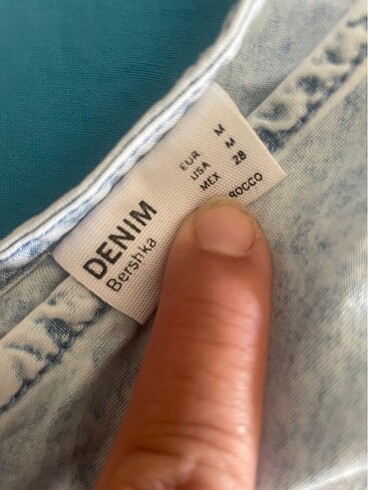 DENIM
Bershka
EUR M
USA M
MEX 28
ROCCO